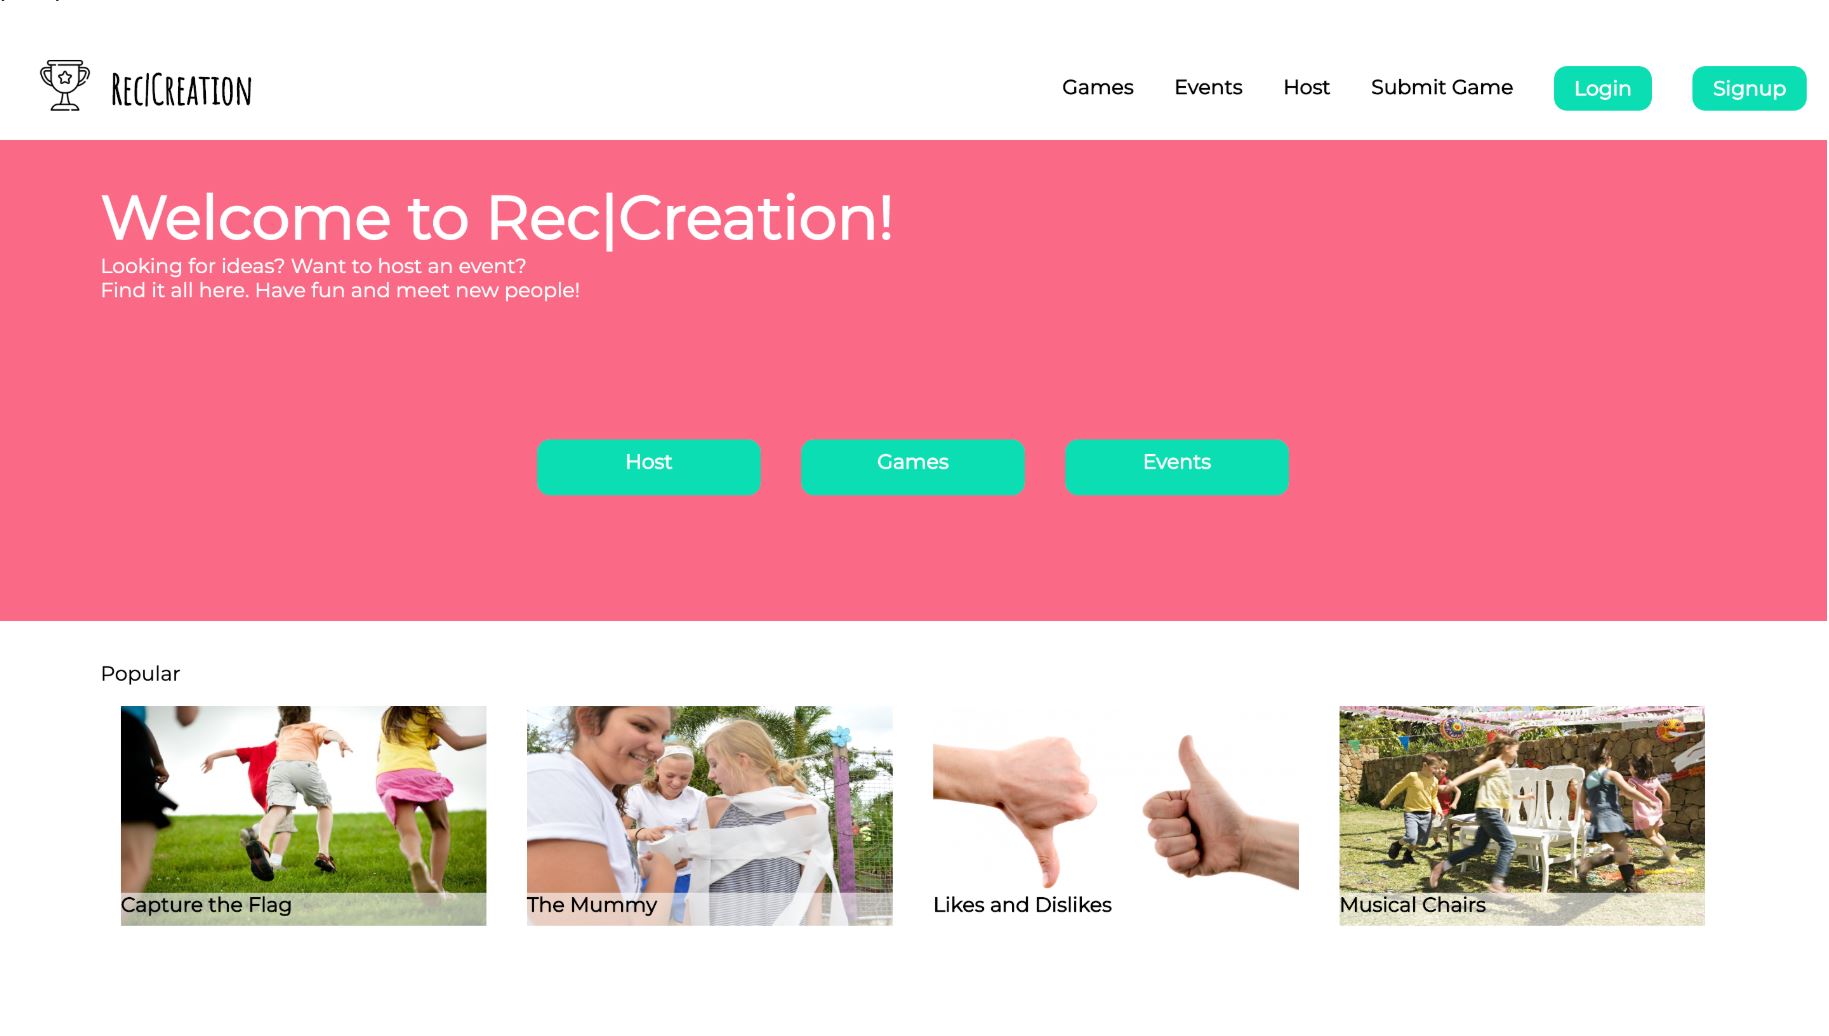 Rec|Creation
Games
Events
Host
Submit Game
Login
Signup
Welcome to Rec|Creation!
Looking for ideas? Want to host an event?
Find it all here. Have fun and meet new people!
Host
Games
Events
Popular
Capture the Flag
The Mummy
Likes and Dislikes
Musical Chairs